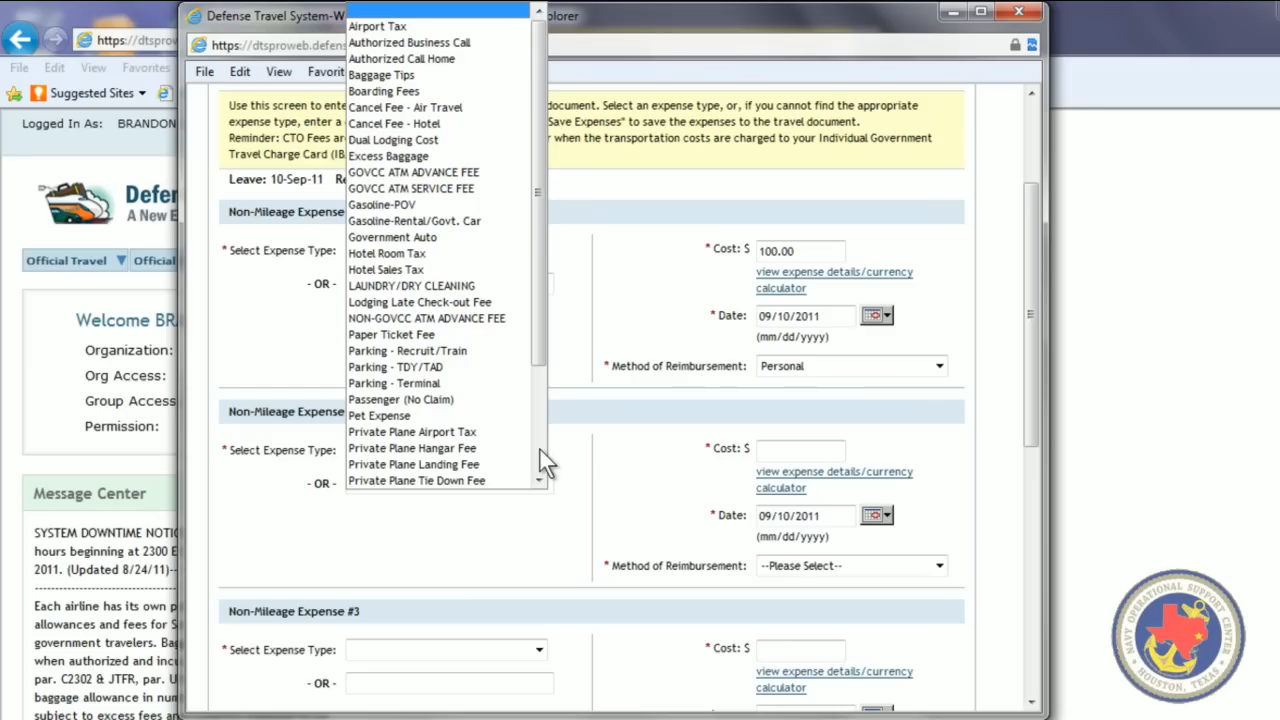 Defense Travel System-W
plorer
https://dtsprov
https://dtsproweb.defens
File Edit View Favorites
File Edit View Favorit
Suggested Sites
Logged In As: BRANDON
Defen
A New E
Official Travel Official
Welcome BRA
Organization:
Org Access:
Group Access
Permission:
Message Center
SYSTEM DOWNTIME NOTIC
hours beginning at 2300 E
2011. (Updated 8/24/11)--
Each airline has its own p
allowances and fees for S
government travelers. Bag
when authorized and incu
par. C2302 & JTFR, par. U
baggage allowance in num
subject to excess fees an
Use this screen to ente
document. Select an expense type, or, if you cannot find the appropriate
expense type, enter a
Save Expenses" to save the expenses to the travel document.
Reminder: CTO Fees are
r when the transportation costs are charged to your Individual Government
Travel Charge Card (IB
Leave: 10-Sep-11 Re
Airport Tax
Authorized Business Call
Authorized Call Home
Baggage Tips
Boarding Fees
Cancel Fee - Air Travel
Cancel Fee - Hotel
Dual Lodging Cost
Excess Baggage
GOVCC ATM ADVANCE FEE
GOVCC ATM SERVICE FEE
Gasoline-POV
Gasoline-Rental/Govt. Car
Government Auto
Hotel Room Tax
Hotel Sales Tax
LAUNDRY/DRY CLEANING
Lodging Late Check-out Fee
NON-GOVCC ATM ADVANCE FEE
Paper Ticket Fee
Parking - Recruit/Train
Parking - TDY/TAD
Parking - Terminal
Passenger (No Claim)
Pet Expense
Private Plane Airport Tax
Private Plane Hangar Fee
Private Plane Landing Fee
Private Plane Tie Down Fee
Non-Mileage Expense
* Select Expense Type:
- OR -
* Cost: $ 100.00
view expense details/currency
calculator
* Date: 09/10/2011
(mm/dd/yyyy)
* Method of Reimbursement: Personal
Non-Mileage Expense
* Select Expense Type:
- OR -
* Cost: $
view expense details/currency
calculator
* Date: 09/10/2011
(mm/dd/yyyy)
* Method of Reimbursement: --Please Select--
Non-Mileage Expense #3
* Select Expense Type:
- OR -
* Cost: $
view expense details/currency
calculator
NAVY OPERATIONAL SUPPORT CENTER
HOUSTON, TEXAS